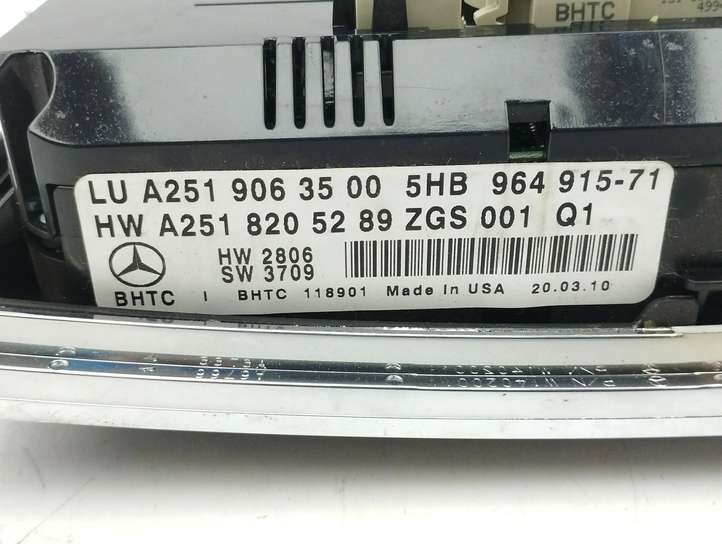 BHTC
LU A251 906 35 00 5HB 964 915-71
HW A251 820 52 89 ZGS 001 Q1
HW 2806
SW 3709
BHTC I BHTC 118901 Made In USA 20.03.10